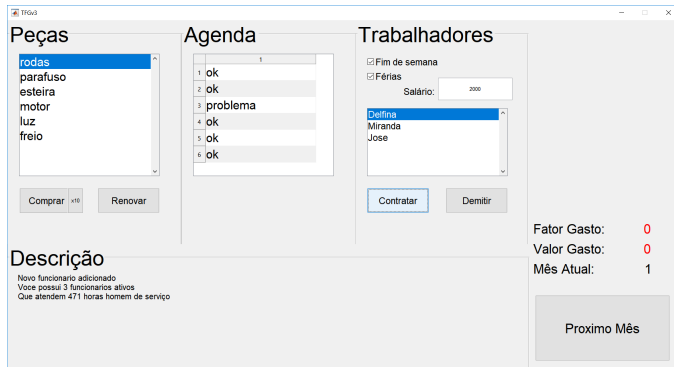 TFGv3
Peças
rodas
parafuso
esteira
motor
luz
freio
Comprar x10 Renovar
Agenda
1
1 ok
2 ok
3 problema
4 ok
5 ok
6 ok
Trabalhadores
Fim de semana
Férias
Salário: 2000
Delfina
Miranda
Jose
Contratar Demitir
Fator Gasto: 0
Valor Gasto: 0
Mês Atual: 1
Descrição
Novo funcionario adicionado
Voce possui 3 funcionarios ativos
Que atendem 471 horas homem de serviço
Proximo Mês